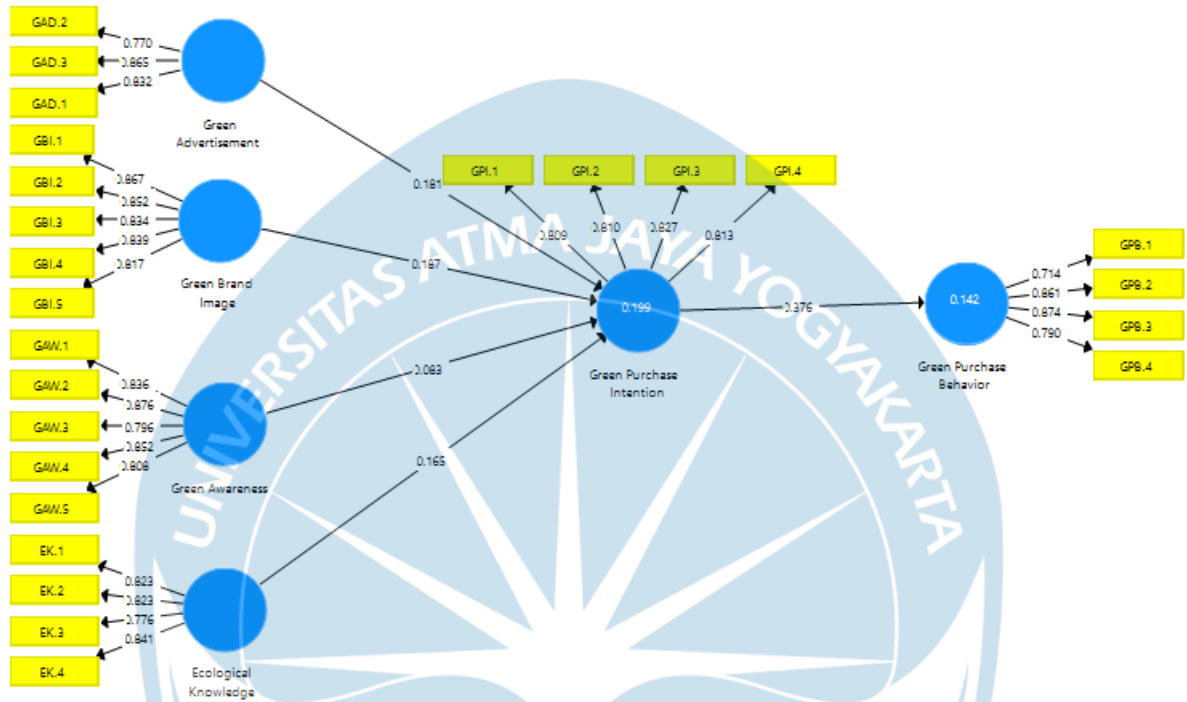 GAD.2
0.770
GAD.3
0.865
0.832
GAD.1
Green
Advertisement
GBI.1
0.867
GBI.2
0.852
GBI.3
0.834
0.839
GBI.4
0.817
GBI.5
Green Brand
Image
GAW.1
0.836
GAW.2
0.876
GAW.3
0.796
0.852
GAW.4
0.808
GAW.5
Green Awareness
EK.1
0.823
EK.2
0.823
0.776
EK.3
0.841
EK.4
Ecological
Knowledge
0.181
0.187
0.083
0.165
GPI.1
GPI.2
GPI.3
GPI.4
0.809
0.810
0.827
0.813
0.199
Green Purchase
Intention
0.376
0.142
Green Purchase
Behavior
GPB.1
0.714
GPB.2
0.861
0.874
GPB.3
0.790
GPB.4
UNIVERSITAS ATMA JAYA YOGYAKARTA